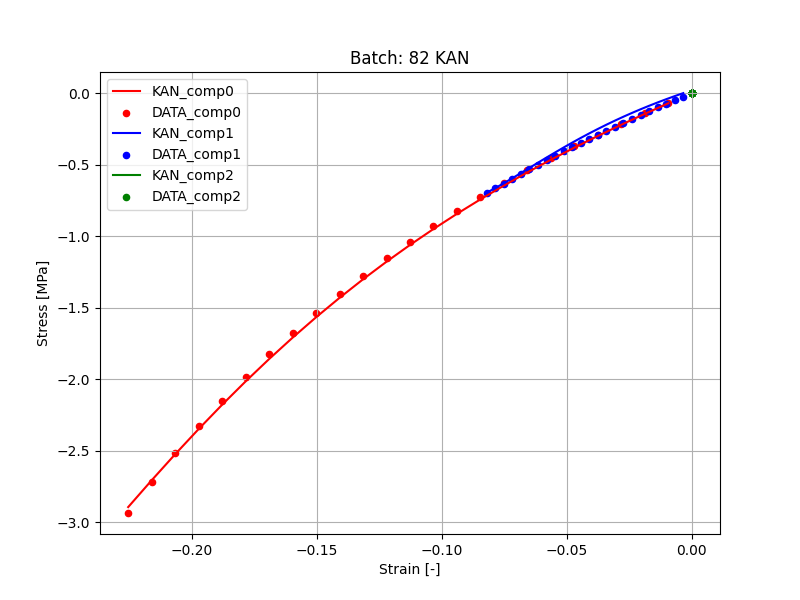 Batch: 82 KAN
KAN_comp0
DATA_comp0
KAN_comp1
DATA_comp1
KAN_comp2
DATA_comp2
0.0
−0.5
−1.0
−1.5
−2.0
−2.5
−3.0
Stress [MPa]
−0.20
−0.15
−0.10
−0.05
0.00
Strain [-]